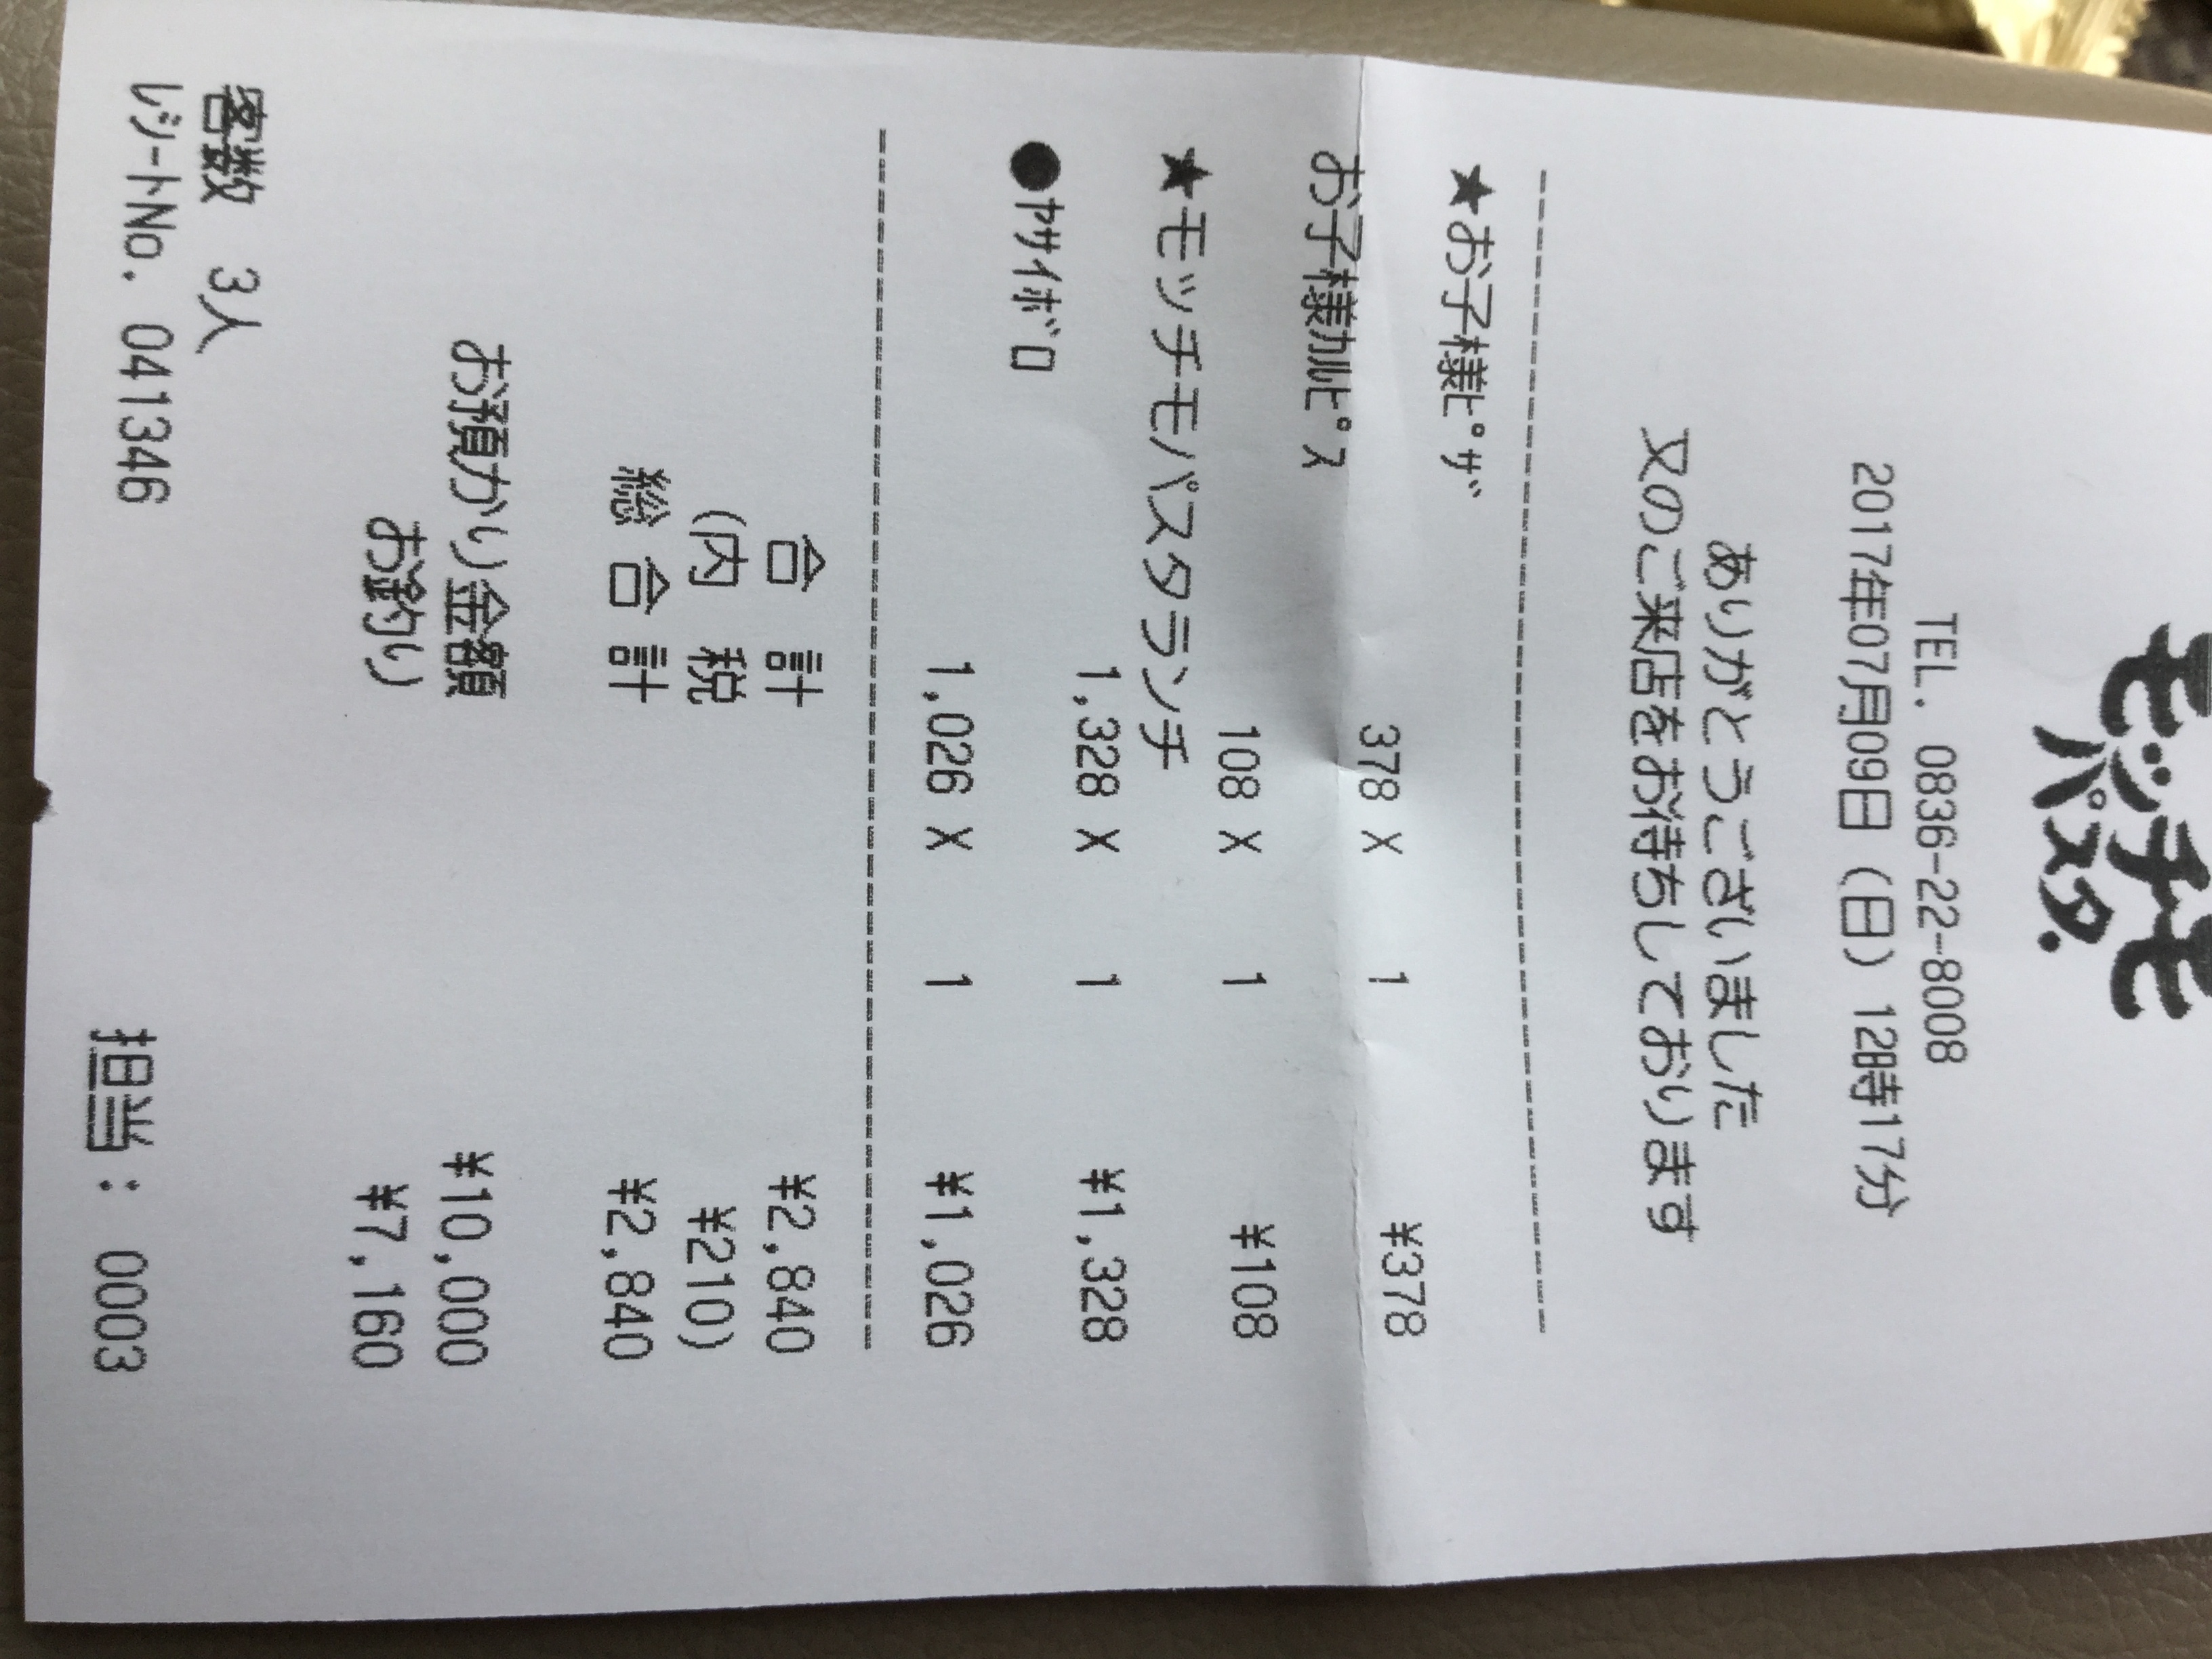 モッチモ
パスタ
TEL. 0836-22-8008
2017年07月09日（日）12時17分
ありがとうございました
又のご来店をお待ちしております
★お子様ﾋﾟｻﾞ
378 X 1 ¥378
お子様ｶﾙﾋﾟｽ
108 X 1 ¥108
★モッチモパスタランチ
1,328 X 1 ¥1,328
●ﾔｻｲﾎﾞﾛ
1,026 X 1 ¥1,026
合 計 ¥2,840
(内 税 ¥210)
総 合 計 ¥2,840
お預かり金額 ¥10,000
お釣り ¥7,160
客数 3人
ﾚｼｰﾄNo. 041346 担当: 0003